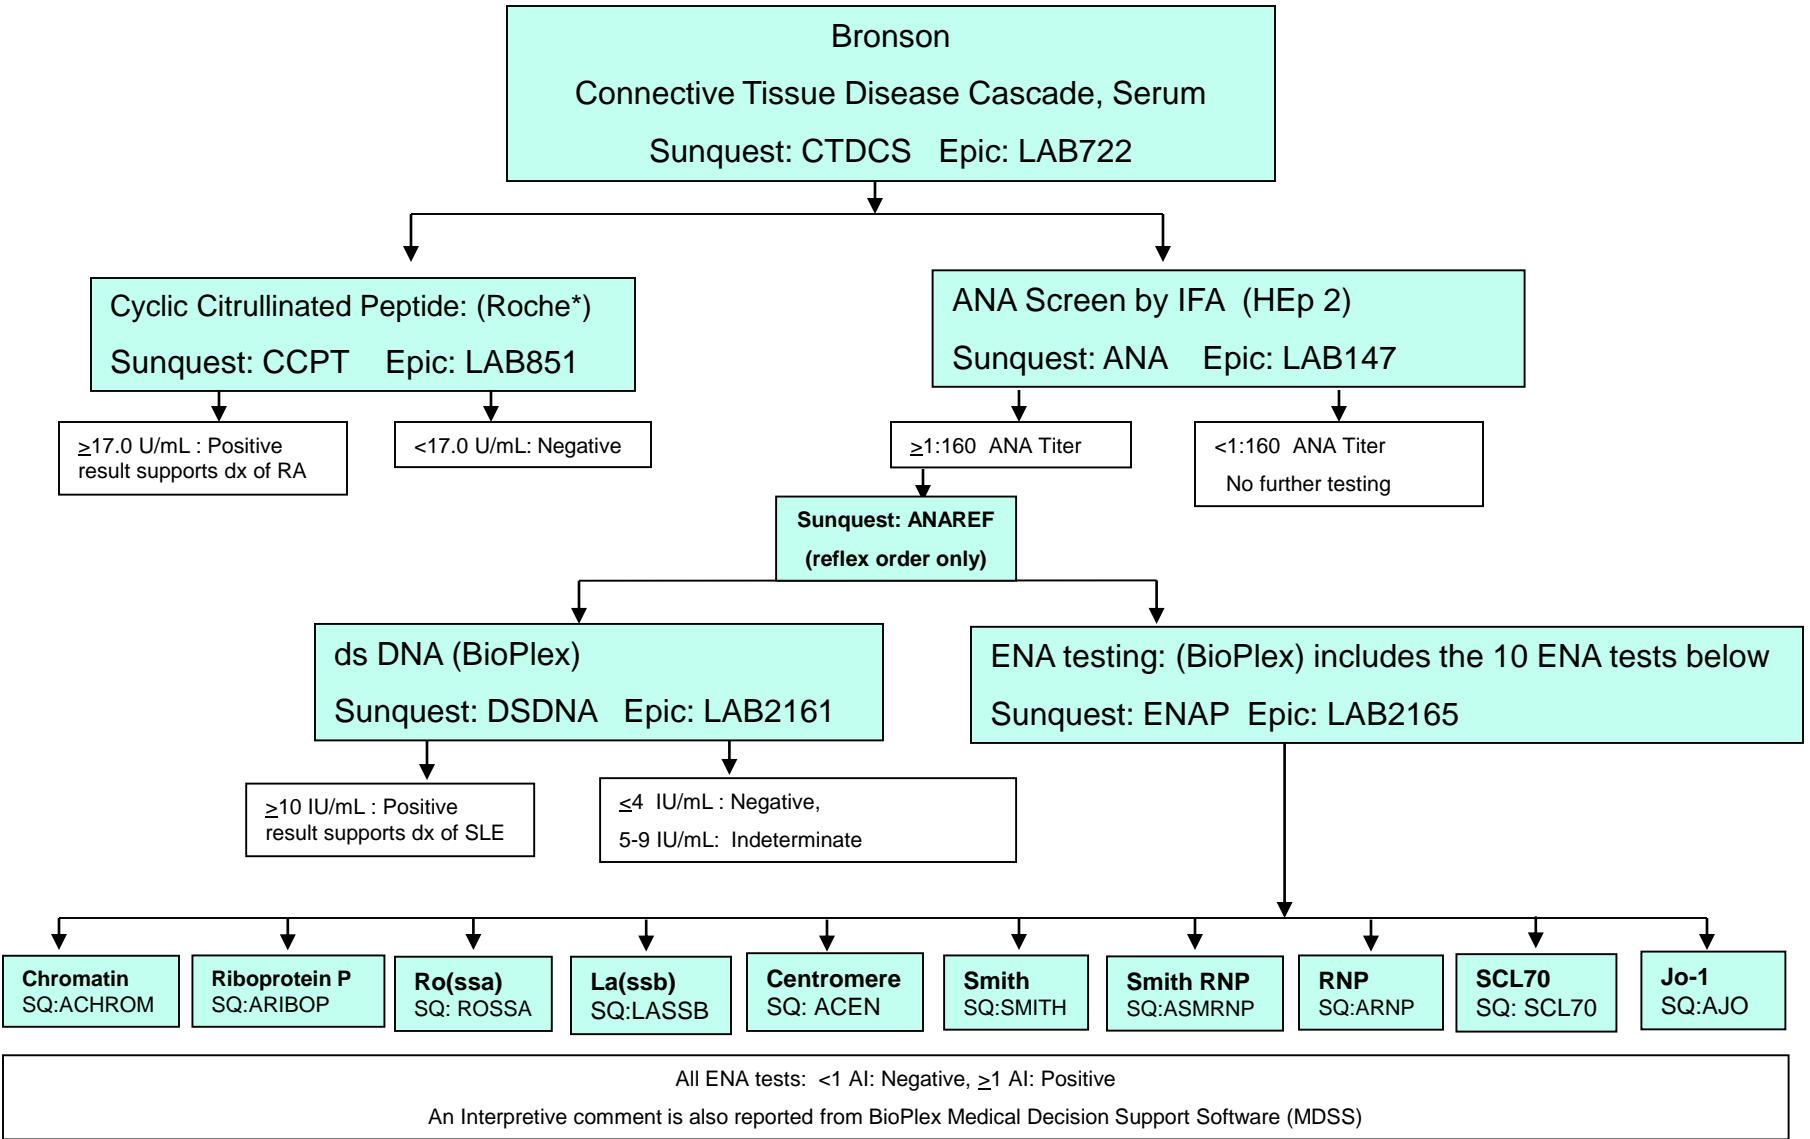 Bronson
Connective Tissue Disease Cascade, Serum
Sunquest: CTDCS Epic: LAB722
Cyclic Citrullinated Peptide: (Roche*)
Sunquest: CCPT Epic: LAB851
ANA Screen by IFA (HEp 2)
Sunquest: ANA Epic: LAB147
≥17.0 U/mL : Positive
result supports dx of RA
<17.0 U/mL: Negative
≥1:160 ANA Titer
<1:160 ANA Titer
No further testing
Sunquest: ANAREF
(reflex order only)
ds DNA (BioPlex)
Sunquest: DSDNA Epic: LAB2161
ENA testing: (BioPlex) includes the 10 ENA tests below
Sunquest: ENAP Epic: LAB2165
≥10 IU/mL : Positive
result supports dx of SLE
≤4 IU/mL : Negative,
5-9 IU/mL: Indeterminate
Chromatin
SQ:ACHROM
Riboprotein P
SQ:ARIBOP
Ro(ssa)
SQ: ROSSA
La(ssb)
SQ:LASSB
Centromere
SQ: ACEN
Smith
SQ:SMITH
Smith RNP
SQ:ASMRNP
RNP
SQ:ARNP
SCL70
SQ: SCL70
Jo-1
SQ:AJO
All ENA tests: <1 AI: Negative, ≥1 AI: Positive
An Interpretive comment is also reported from BioPlex Medical Decision Support Software (MDSS)